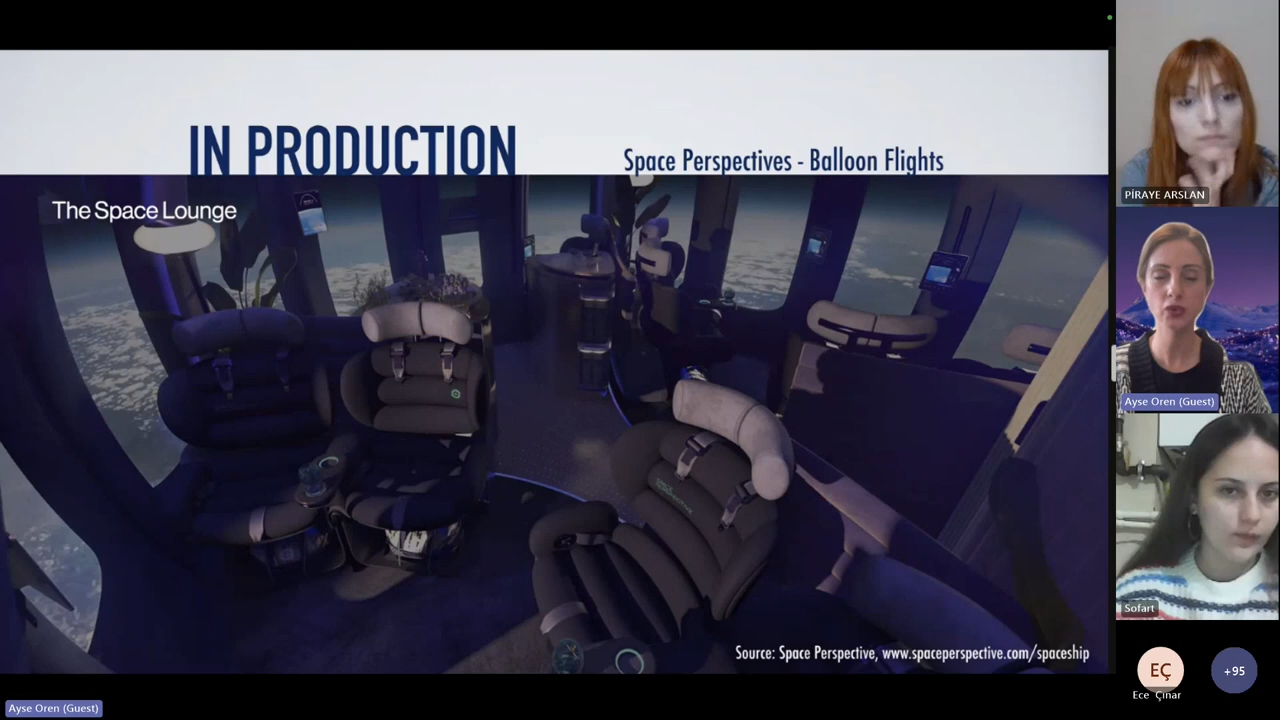 IN PRODUCTION
Space Perspectives - Balloon Flights
The Space Lounge
Source: Space Perspective, www.spaceperspective.com/spaceship
Ayse Oren (Guest)
PİRAYE ARSLAN
Ayse Oren (Guest)
Sofart
EÇ
Ece Çınar
+95